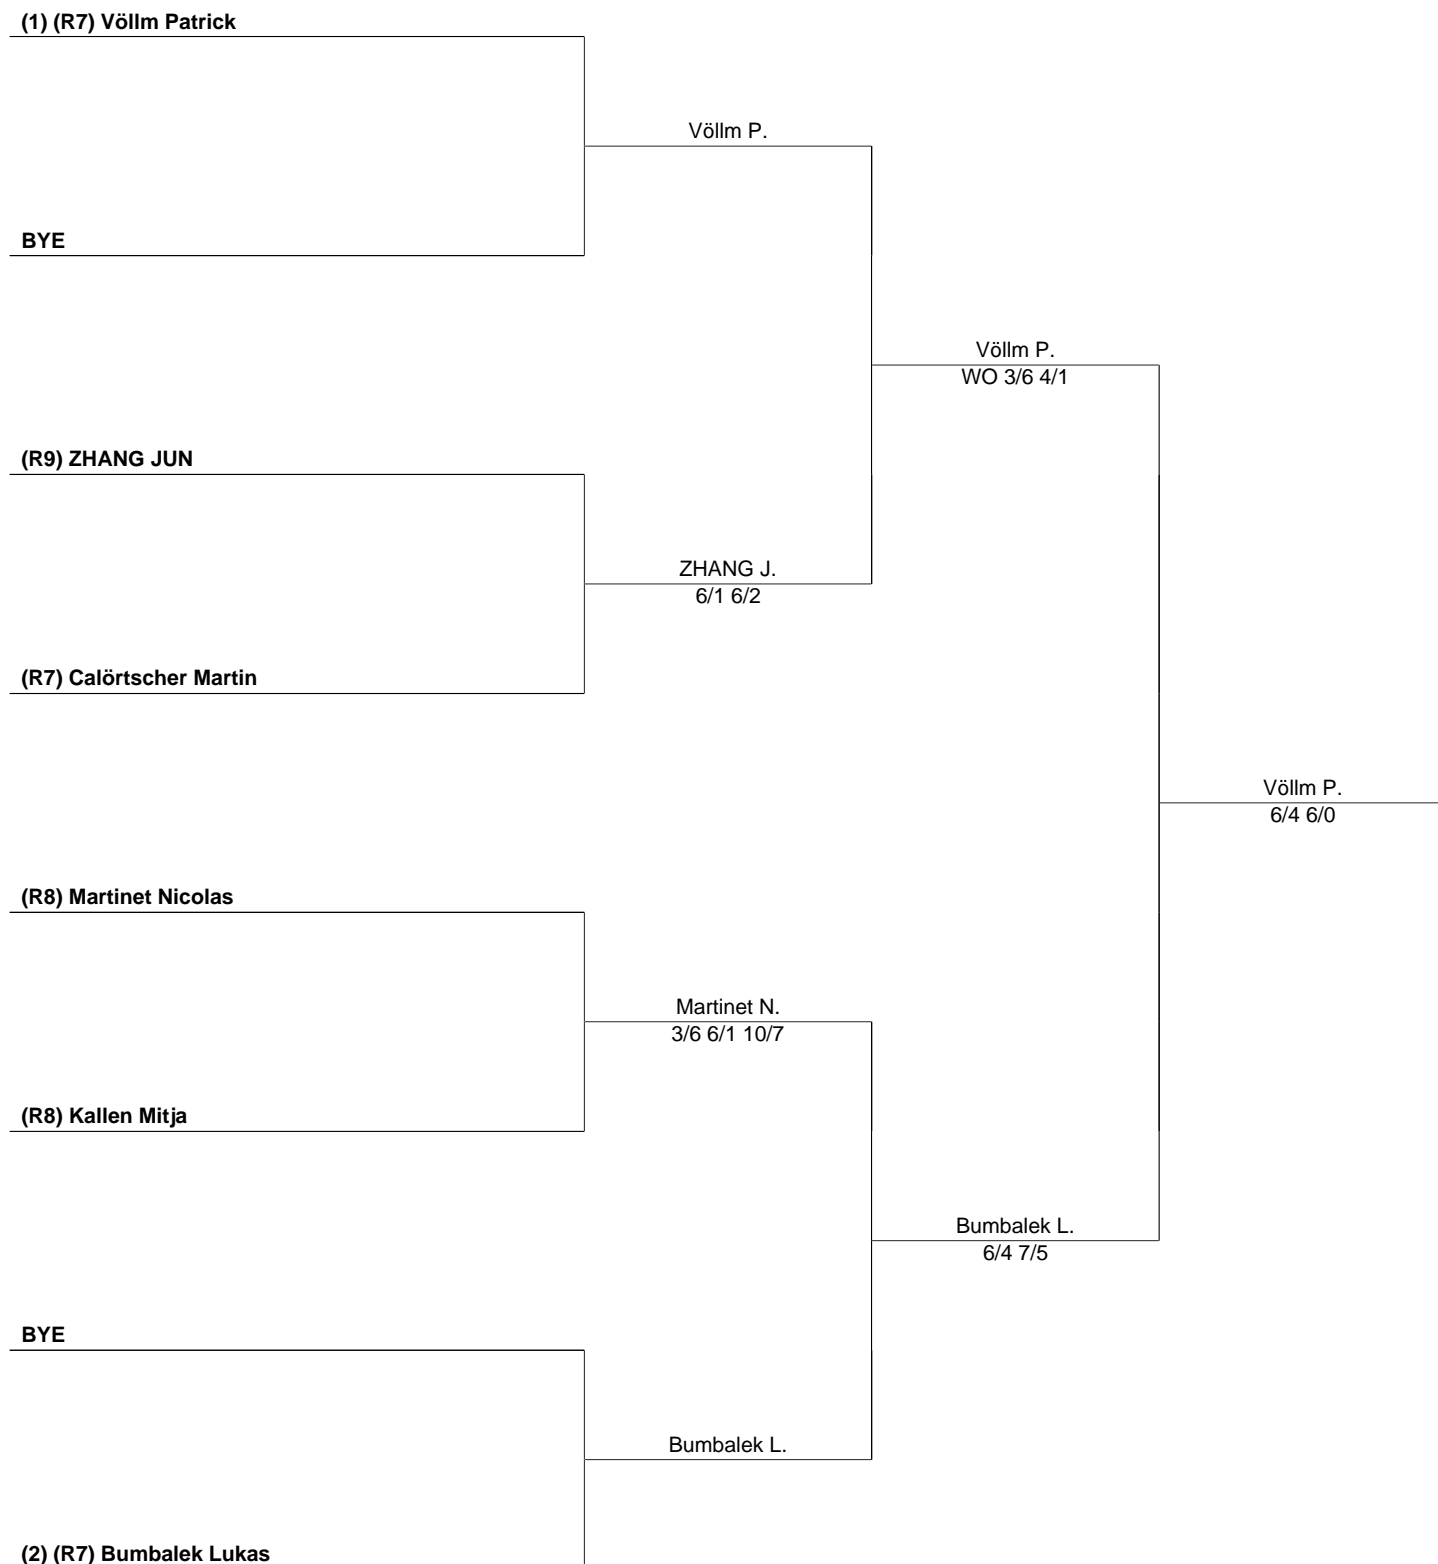 (1) (R7) Völlm Patrick
Völlm P.
BYE
Völlm P.
WO 3/6 4/1
(R9) ZHANG JUN
ZHANG J.
6/1 6/2
(R7) Calörtscher Martin
Völlm P.
6/4 6/0
(R8) Martinet Nicolas
Martinet N.
3/6 6/1 10/7
(R8) Kallen Mitja
Bumbalek L.
6/4 7/5
BYE
Bumbalek L.
(2) (R7) Bumbalek Lukas